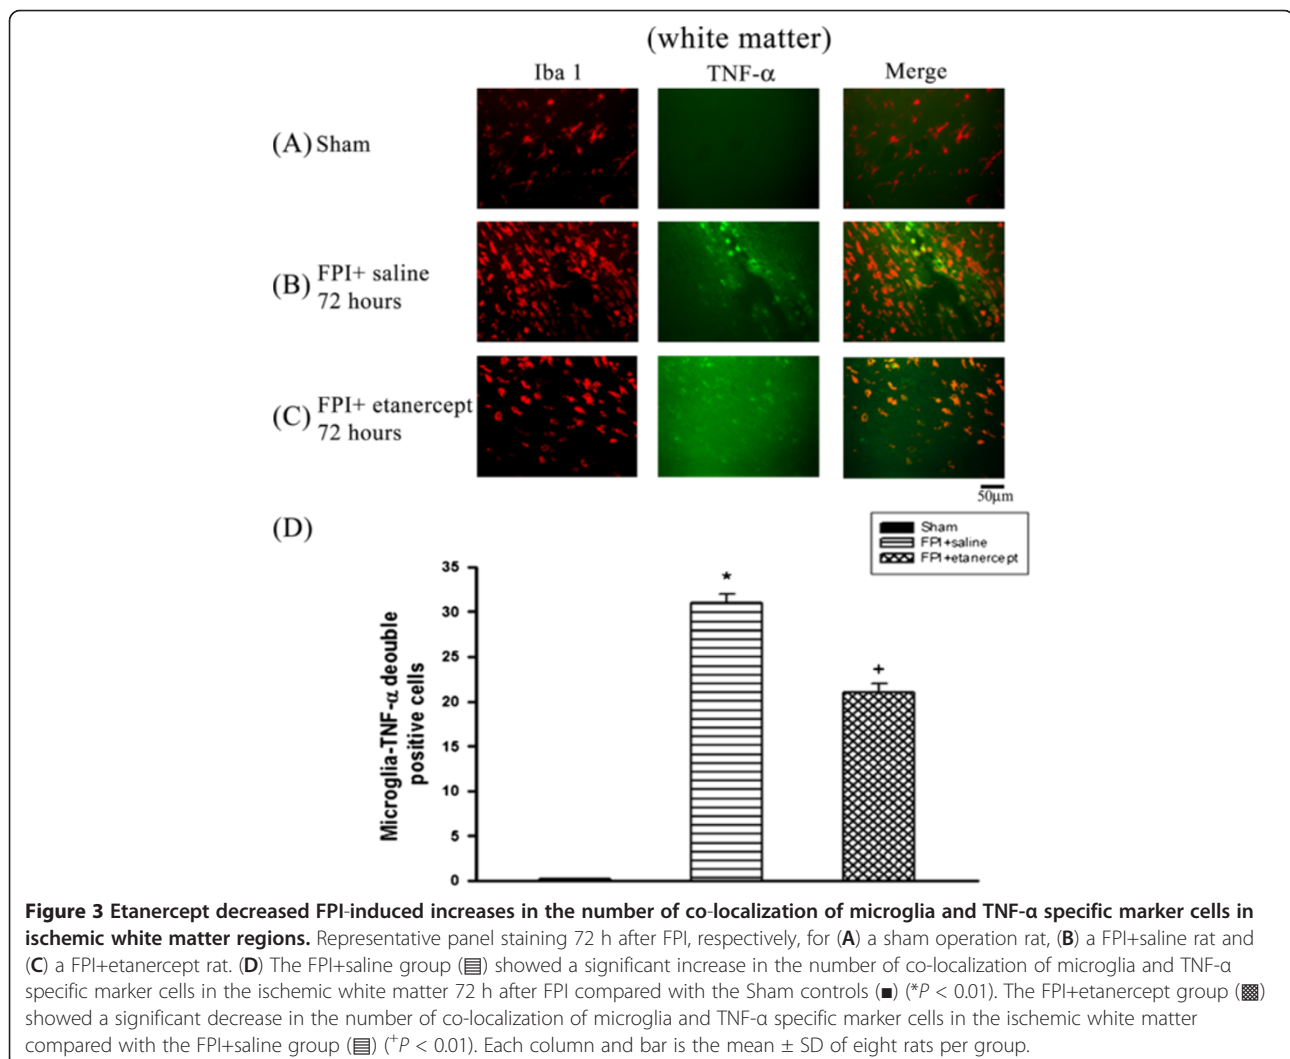 (white matter)
Iba 1 TNF-α Merge
(A) Sham
(B) FPI+ saline
72 hours
(C) FPI+ etanercept
72 hours
50μm
(D)
Sham
FPI+saline
FPI+etanercept
Microglia-TNF-α deouble
positive cells
35
30
25
20
15
10
5
0
*
+
Figure 3 Etanercept decreased FPI-induced increases in the number of co-localization of microglia and TNF-α specific marker cells in
ischemic white matter regions. Representative panel staining 72 h after FPI, respectively, for (A) a sham operation rat, (B) a FPI+saline rat and
(C) a FPI+etanercept rat. (D) The FPI+saline group (▤) showed a significant increase in the number of co-localization of microglia and TNF-α
specific marker cells in the ischemic white matter 72 h after FPI compared with the Sham controls (■) (*P < 0.01). The FPI+etanercept group (▩)
showed a significant decrease in the number of co-localization of microglia and TNF-α specific marker cells in the ischemic white matter
compared with the FPI+saline group (▤) (⁺P < 0.01). Each column and bar is the mean ± SD of eight rats per group.